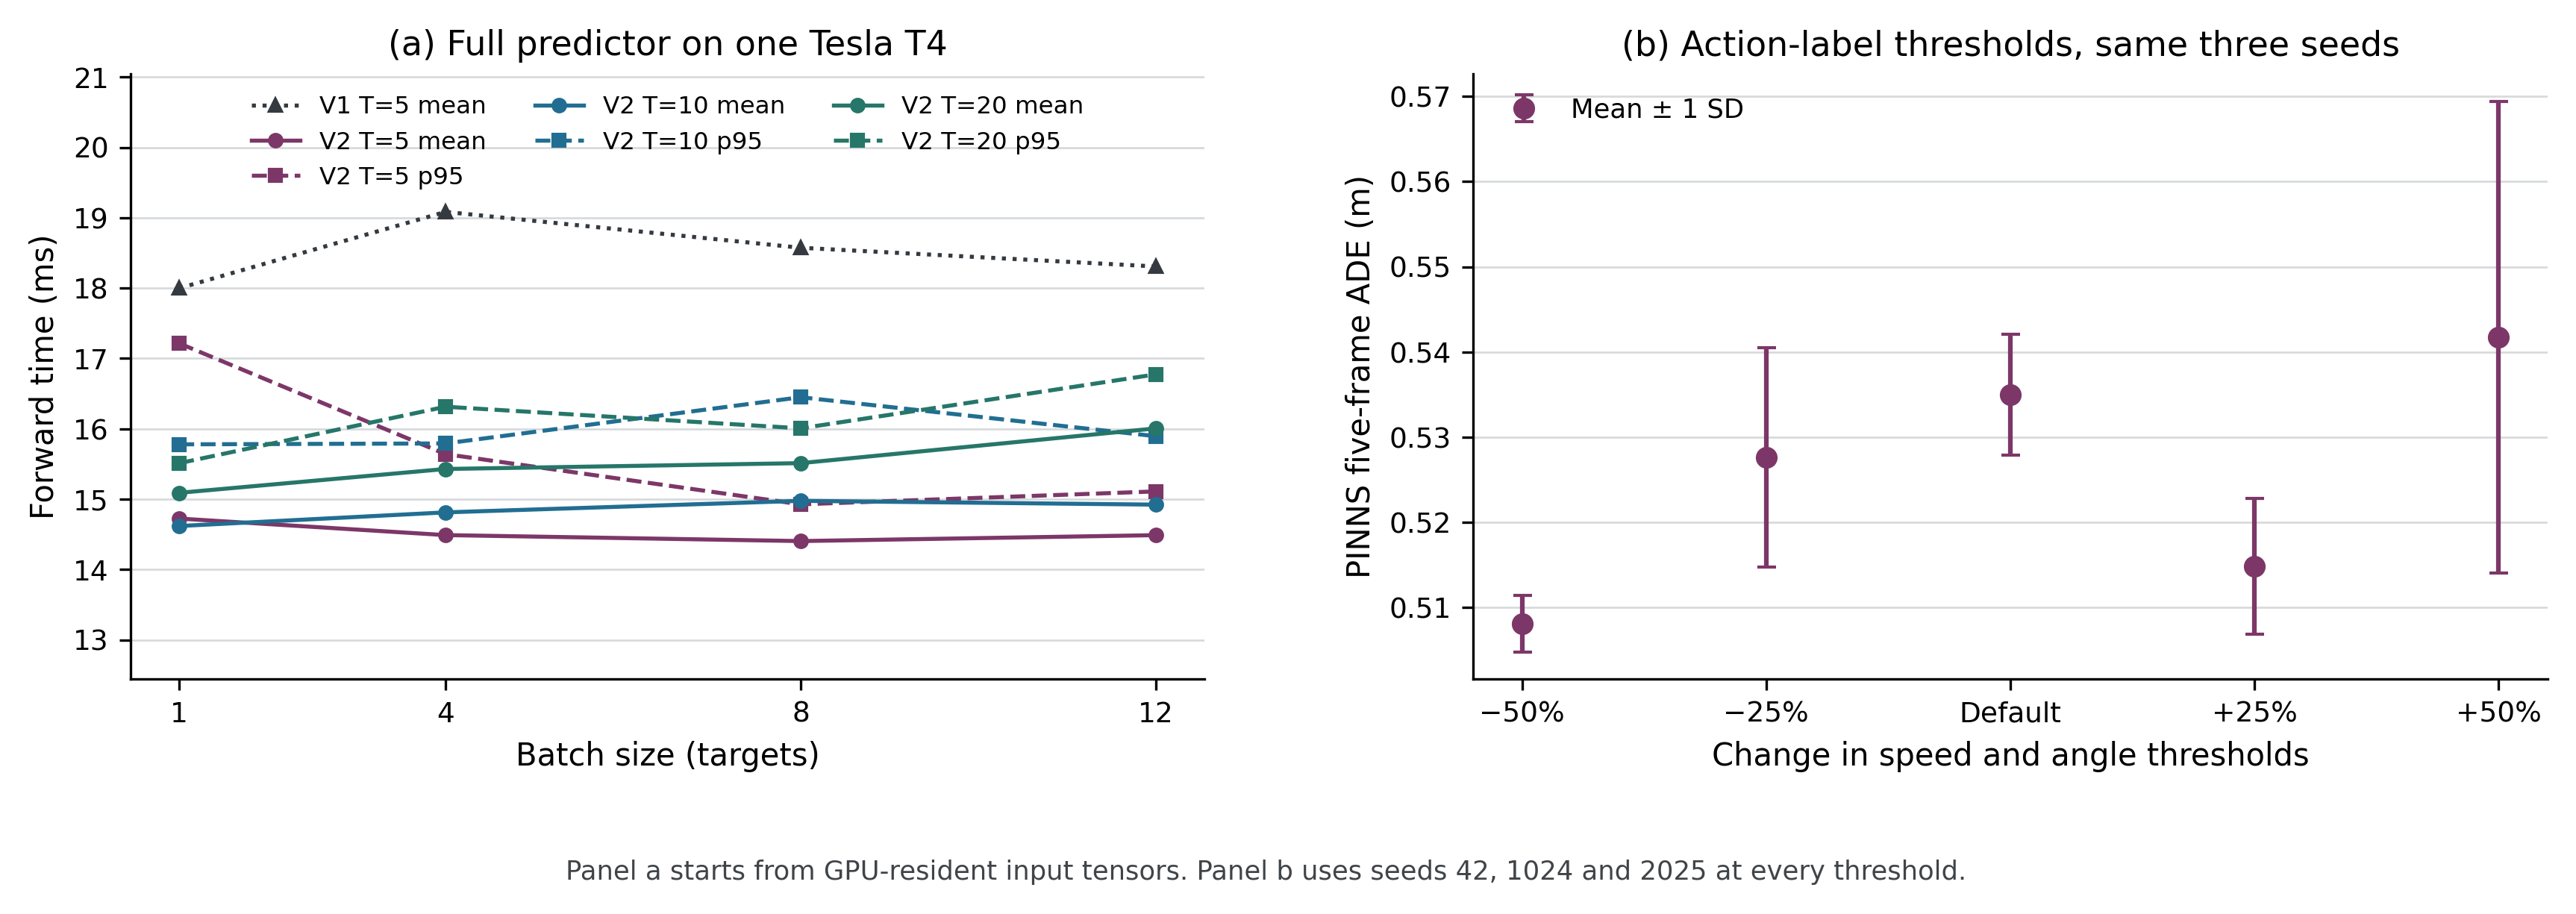 (a) Full predictor on one Tesla T4
21
20
19
18
17
16
15
14
13
Forward time (ms)
V1 T=5 mean
V2 T=5 mean
V2 T=5 p95
V2 T=10 mean
V2 T=10 p95
V2 T=20 mean
V2 T=20 p95
1 4 8 12
Batch size (targets)
(b) Action-label thresholds, same three seeds
0.57
0.56
0.55
0.54
0.53
0.52
0.51
PINNS five-frame ADE (m)
Mean ± 1 SD
−50% −25% Default +25% +50%
Change in speed and angle thresholds
Panel a starts from GPU-resident input tensors. Panel b uses seeds 42, 1024 and 2025 at every threshold.